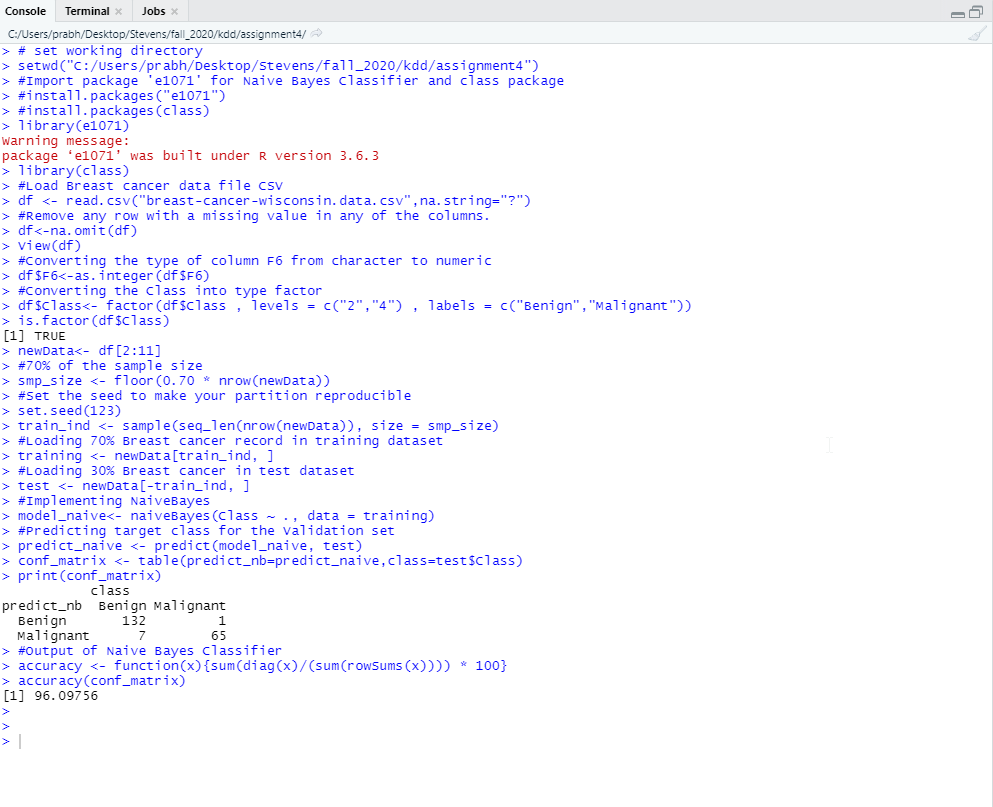 Console Terminal × Jobs ×
C:/Users/prabh/Desktop/Stevens/fall_2020/kdd/assignment4/
> # set working directory
> setwd("C:/Users/prabh/Desktop/Stevens/fall_2020/kdd/assignment4")
> #Import package 'e1071' for Naive Bayes Classifier and class package
> #install.packages("e1071")
> #install.packages(class)
> library(e1071)
Warning message:
package ‘e1071’ was built under R version 3.6.3
> library(class)
> #Load Breast cancer data file CSV
> df <- read.csv("breast-cancer-wisconsin.data.csv",na.string="?")
> #Remove any row with a missing value in any of the columns.
> df<-na.omit(df)
> View(df)
> #Converting the type of column F6 from character to numeric
> df$F6<-as.integer(df$F6)
> #Converting the Class into type factor
> df$Class<- factor(df$Class , levels = c("2","4") , labels = c("Benign","Malignant"))
> is.factor(df$Class)
[1] TRUE
> newData<- df[2:11]
> #70% of the sample size
> smp_size <- floor(0.70 * nrow(newData))
> #Set the seed to make your partition reproducible
> set.seed(123)
> train_ind <- sample(seq_len(nrow(newData)), size = smp_size)
> #Loading 70% Breast cancer record in training dataset
> training <- newData[train_ind, ]
> #Loading 30% Breast cancer in test dataset
> test <- newData[-train_ind, ]
> #Implementing NaiveBayes
> model_naive<- naiveBayes(Class ~ ., data = training)
> #Predicting target class for the Validation set
> predict_naive <- predict(model_naive, test)
> conf_matrix <- table(predict_nb=predict_naive,class=test$Class)
> print(conf_matrix)
class
predict_nb Benign Malignant
Benign 132 1
Malignant 7 65
> #Output of Naive Bayes Classifier
> accuracy <- function(x){sum(diag(x)/(sum(rowSums(x)))) * 100}
> accuracy(conf_matrix)
[1] 96.09756
>
>
>